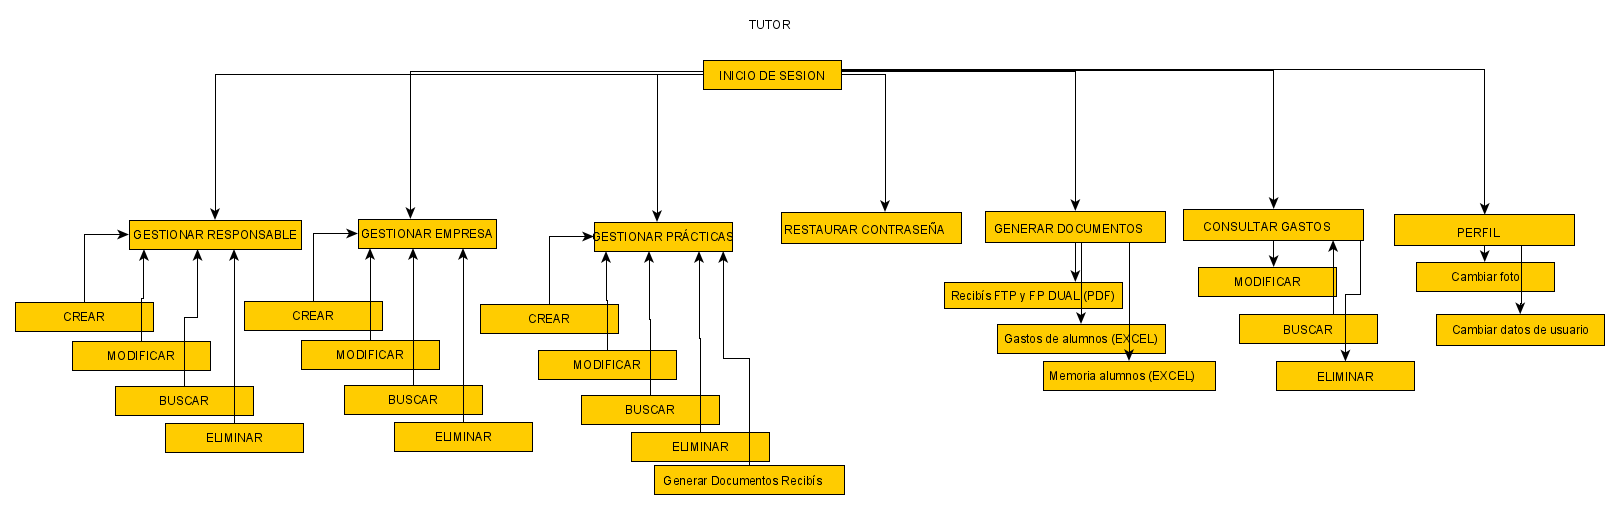 TUTOR
INICIO DE SESION
GESTIONAR RESPONSABLE
CREAR
MODIFICAR
BUSCAR
ELIMINAR
GESTIONAR EMPRESA
CREAR
MODIFICAR
BUSCAR
ELIMINAR
GESTIONAR PRÁCTICAS
CREAR
MODIFICAR
BUSCAR
ELIMINAR
Generar Documentos Recibís
RESTAURAR CONTRASEÑA
GENERAR DOCUMENTOS
Recibís FTP y FP DUAL (PDF)
Gastos de alumnos (EXCEL)
Memoria alumnos (EXCEL)
CONSULTAR GASTOS
MODIFICAR
BUSCAR
ELIMINAR
PERFIL
Cambiar foto
Cambiar datos de usuario